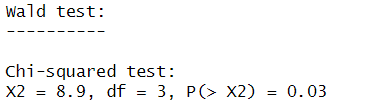 Wald test:
----------
Chi-squared test:
X2 = 8.9, df = 3, P(> X2) = 0.03